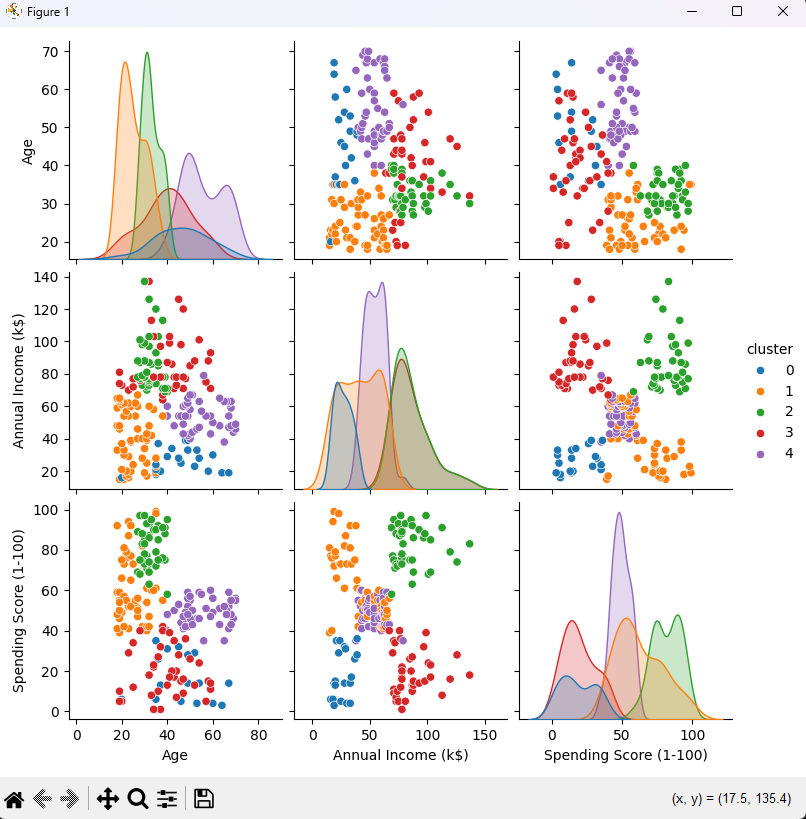 Figure 1
70
60
50
40
30
20
Age
140
120
100
80
60
40
20
Annual Income (k$)
cluster
0
1
2
3
4
100
80
60
40
20
0
Spending Score (1-100)
0 20 40 60 80
0 50 100 150
0 50 100
Age
Annual Income (k$)
Spending Score (1-100)
(x, y) = (17.5, 135.4)